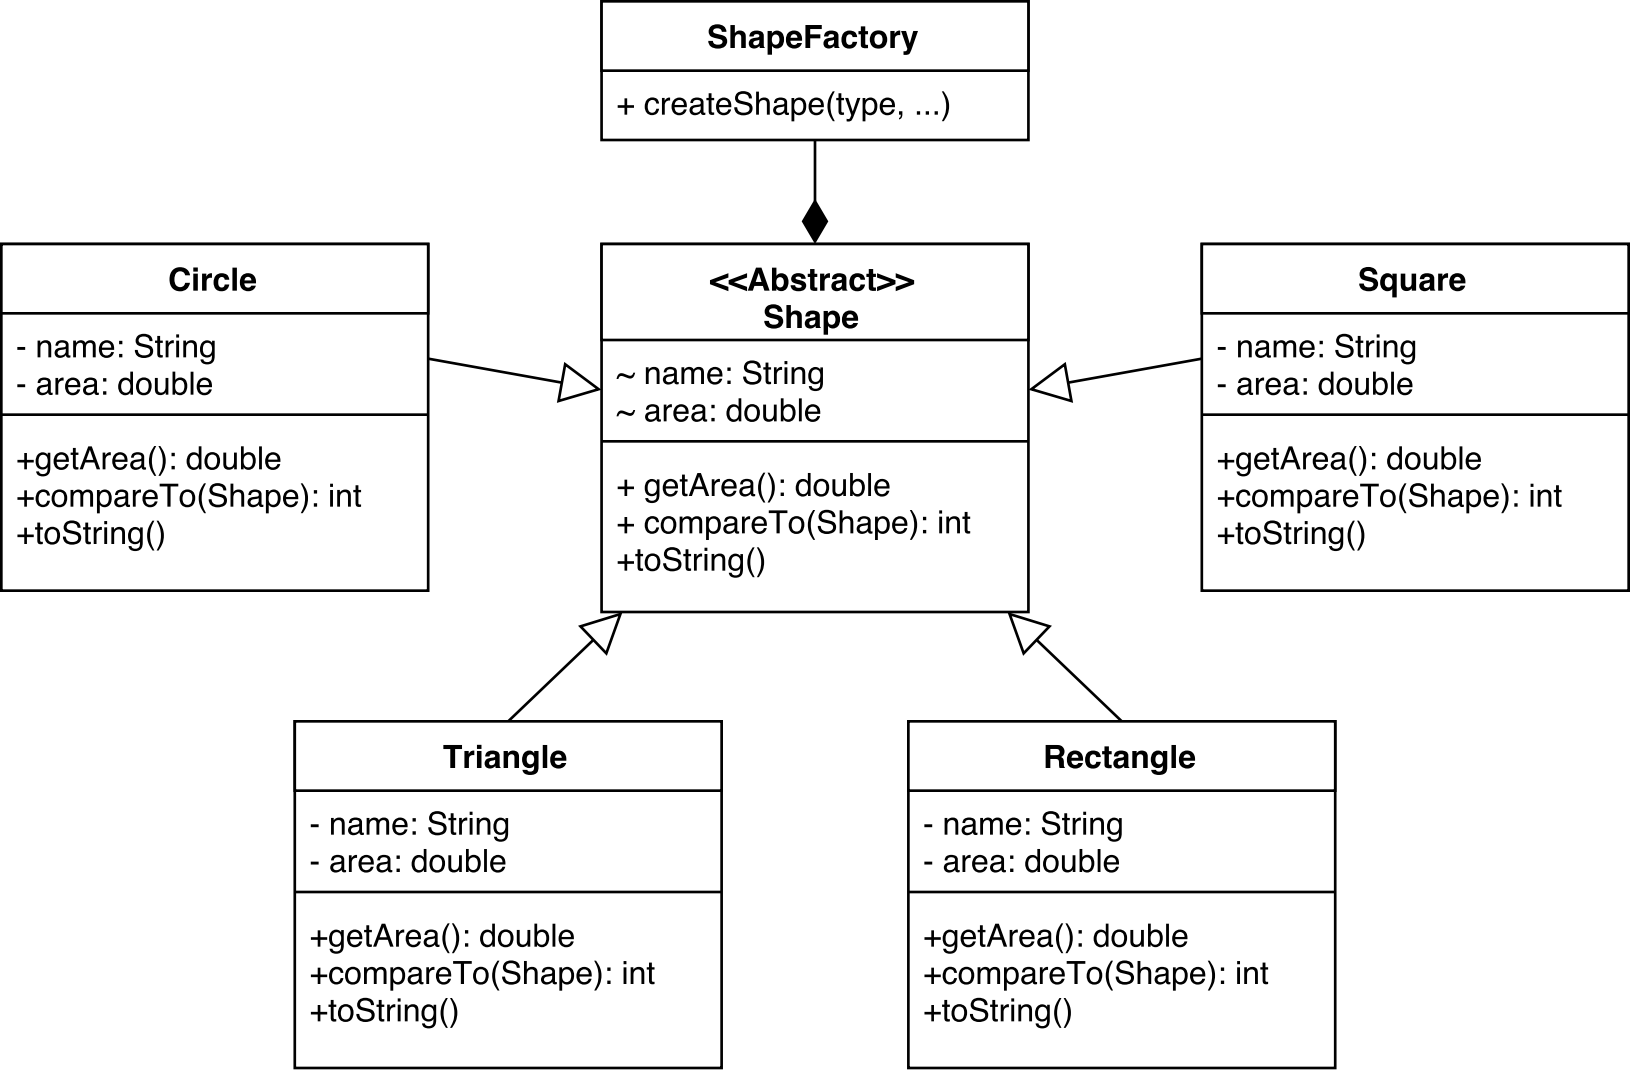 ShapeFactory
+ createShape(type, ...)
Circle
- name: String
- area: double
+getArea(): double
+compareTo(Shape): int
+toString()
<<Abstract>>
Shape
~ name: String
~ area: double
+ getArea(): double
+ compareTo(Shape): int
+toString()
Square
- name: String
- area: double
+getArea(): double
+compareTo(Shape): int
+toString()
Triangle
- name: String
- area: double
+getArea(): double
+compareTo(Shape): int
+toString()
Rectangle
- name: String
- area: double
+getArea(): double
+compareTo(Shape): int
+toString()